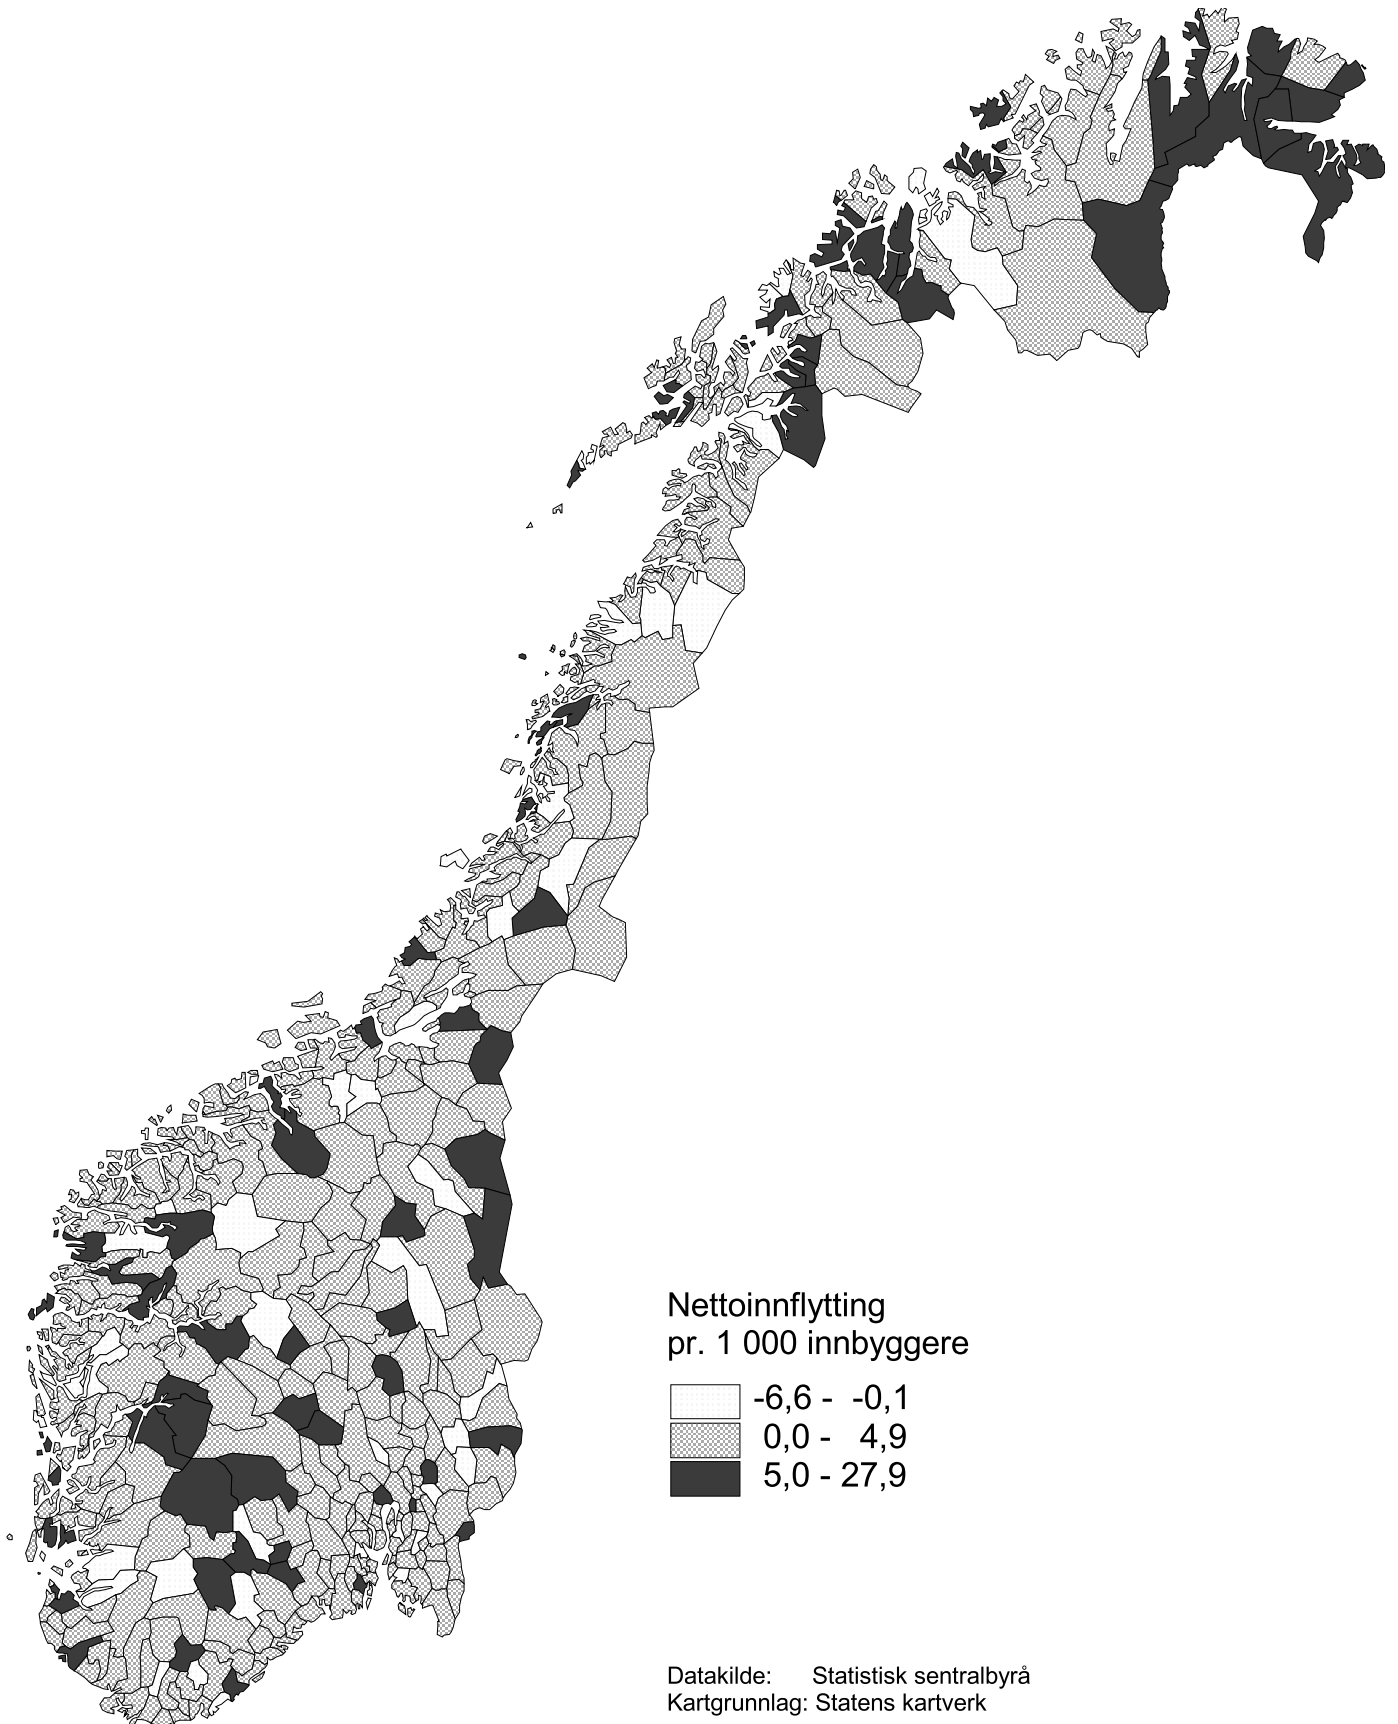 Nettoinnflytting
pr. 1 000 innbyggere
-6,6 - -0,1
0,0 - 4,9
5,0 - 27,9
Datakilde: Statistisk sentralbyrå
Kartgrunnlag: Statens kartverk